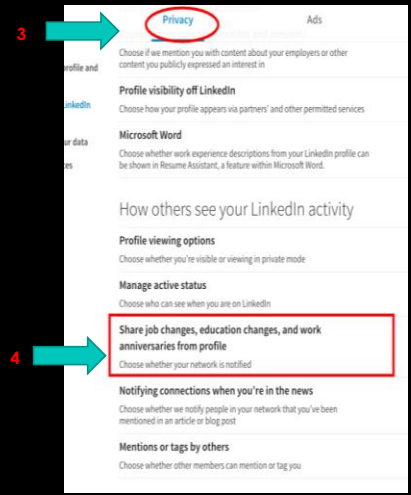 3
Privacy
Ads
Choose if we mention you with content about your employers or other
content you publicly expressed an interest in
rofile and
Profile visibility off LinkedIn
Choose how your profile appears via partners' and other permitted services
inkedIn
Microsoft Word
ur data
Choose whether work experience descriptions from your LinkedIn profile can
be shown in Resume Assistant, a feature within Microsoft Word.
es
How others see your LinkedIn activity
Profile viewing options
Choose whether you're visible or viewing in private mode
Manage active status
Choose who can see when you are on LinkedIn
Share job changes, education changes, and work
anniversaries from profile
4
Choose whether your network is notified
Notifying connections when you're in the news
Choose whether we notify people in your network that you've been
mentioned in an article or blog post
Mentions or tags by others
Choose whether other members can mention or tag you